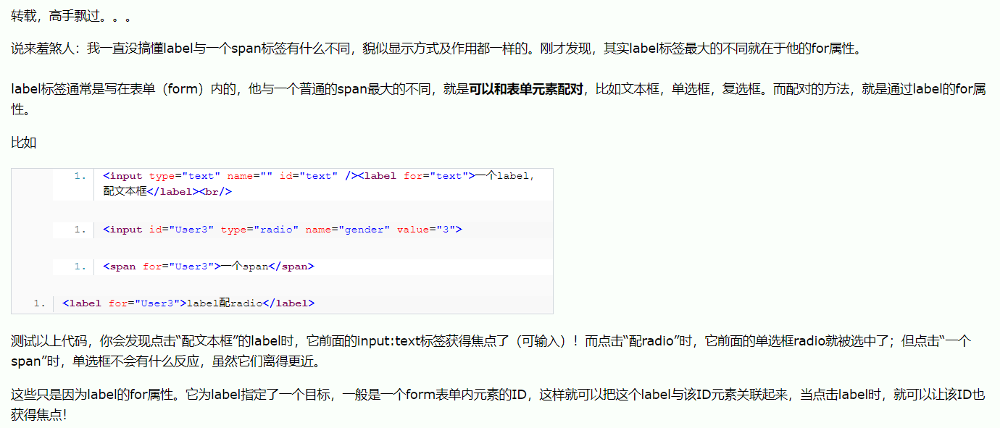 转载，高手飘过。。。
说来羞煞人：我一直没搞懂label与一个span标签有什么不同，貌似显示方式及作用都一样的。刚才发现，其实label标签最大的不同就在于他的for属性。
label标签通常是写在表单（form）内的，他与一个普通的span最大的不同，就是可以和表单元素配对，比如文本框，单选框，复选框。而配对的方法，就是通过label的for属
性。
比如
1. <input type="text" name="" id="text" /><label for="text">一个label,
配文本框</label><br/>
1. <input id="User3" type="radio" name="gender" value="3">
1. <span for="User3">一个span</span>
1. <label for="User3">label配radio</label>
测试以上代码，你会发现点击“配文本框”的label时，它前面的input:text标签获得焦点了（可输入）！而点击“配radio”时，它前面的单选框radio就被选中了；但点击“一个
span”时，单选框不会有什么反应，虽然它们离得更近。
这些只是因为label的for属性。它为label指定了一个目标，一般是一个form表单内元素的ID，这样就可以把这个label与该ID元素关联起来，当点击label时，就可以让该ID也
获得焦点！